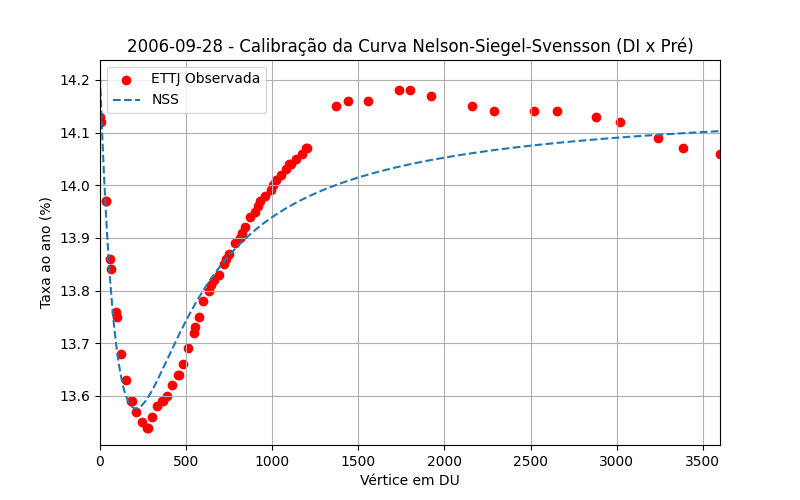 2006-09-28 - Calibração da Curva Nelson-Siegel-Svensson (DI x Pré)
ETTJ Observada
NSS
Taxa ao ano (%)
14.2
14.1
14.0
13.9
13.8
13.7
13.6
0 500 1000 1500 2000 2500 3000 3500
Vértice em DU